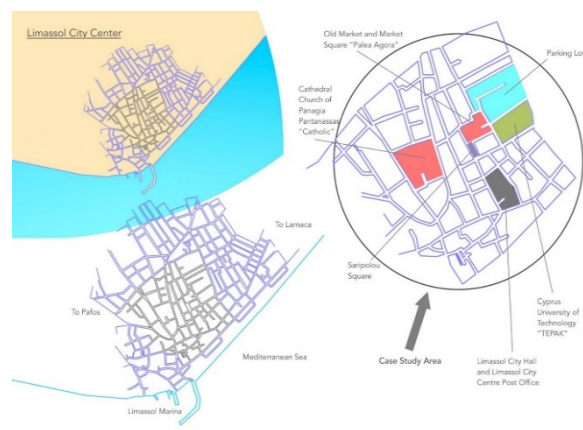 Limassol City Center
To Larnaca
To Pafos
Mediterranean Sea
Limassol Marina
Old Market and Market
Square "Palea Agora"
Parking Lot
Cathedral
Church of
Panagia
Pantanassas
"Catholic"
Saripolou
Square
Case Study Area
Cyprus
University of
Technology
"TEPAK"
Limassol City Hall
and Limassol City
Centre Post Office